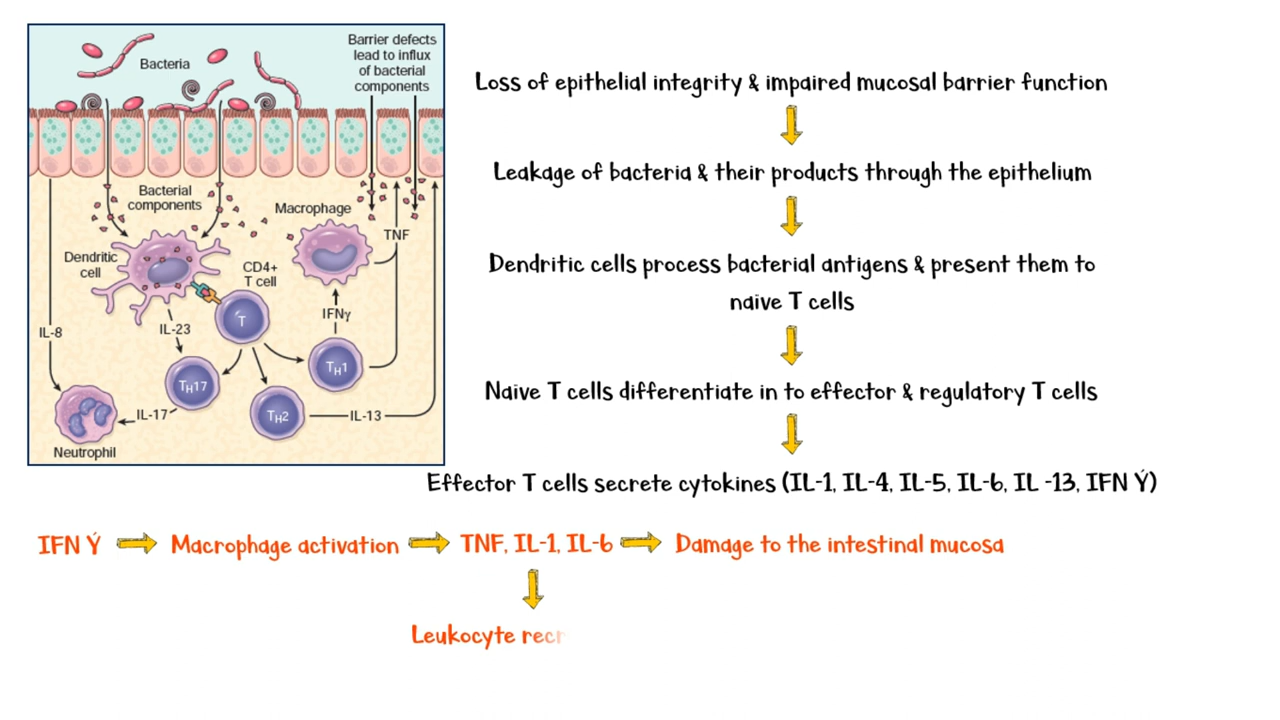 Barrier defects
lead to influx
of bacterial
components
Bacteria
Bacterial
components
Macrophage
TNF
Dendritic
cell
CD4+
T cell
T
IFNγ
IL-8
IL-23
TH17
TH1
TH2
IL-17
IL-13
Neutrophil
Loss of epithelial integrity & impaired mucosal barrier function
Leakage of bacteria & their products through the epithelium
Dendritic cells process bacterial antigens & present them to
naive T cells
Naive T cells differentiate in to effector & regulatory T cells
Effector T cells secrete cytokines (IL-1, IL-4, IL-5, IL-6, IL -13, IFN Ý)
IFN Ý Macrophage activation TNF, IL-1, IL-6 Damage to the intestinal mucosa
Leukocyte recr